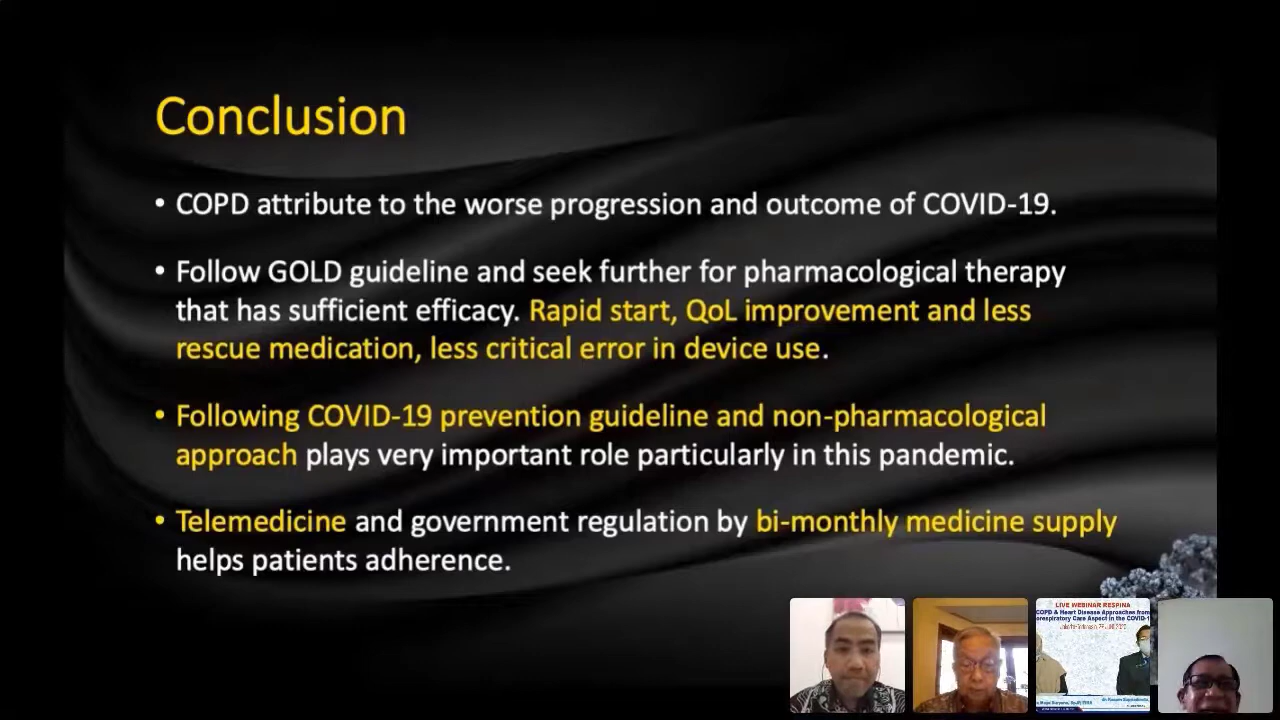 Conclusion
• COPD attribute to the worse progression and outcome of COVID-19.
• Follow GOLD guideline and seek further for pharmacological therapy
that has sufficient efficacy. Rapid start, QoL improvement and less
rescue medication, less critical error in device use.
• Following COVID-19 prevention guideline and non-pharmacological
approach plays very important role particularly in this pandemic.
• Telemedicine and government regulation by bi-monthly medicine supply
helps patients adherence.
LIVE WEBINAR RESPINA
COPD & Heart Disease Approaches from
Care Aspect in the COVID-1